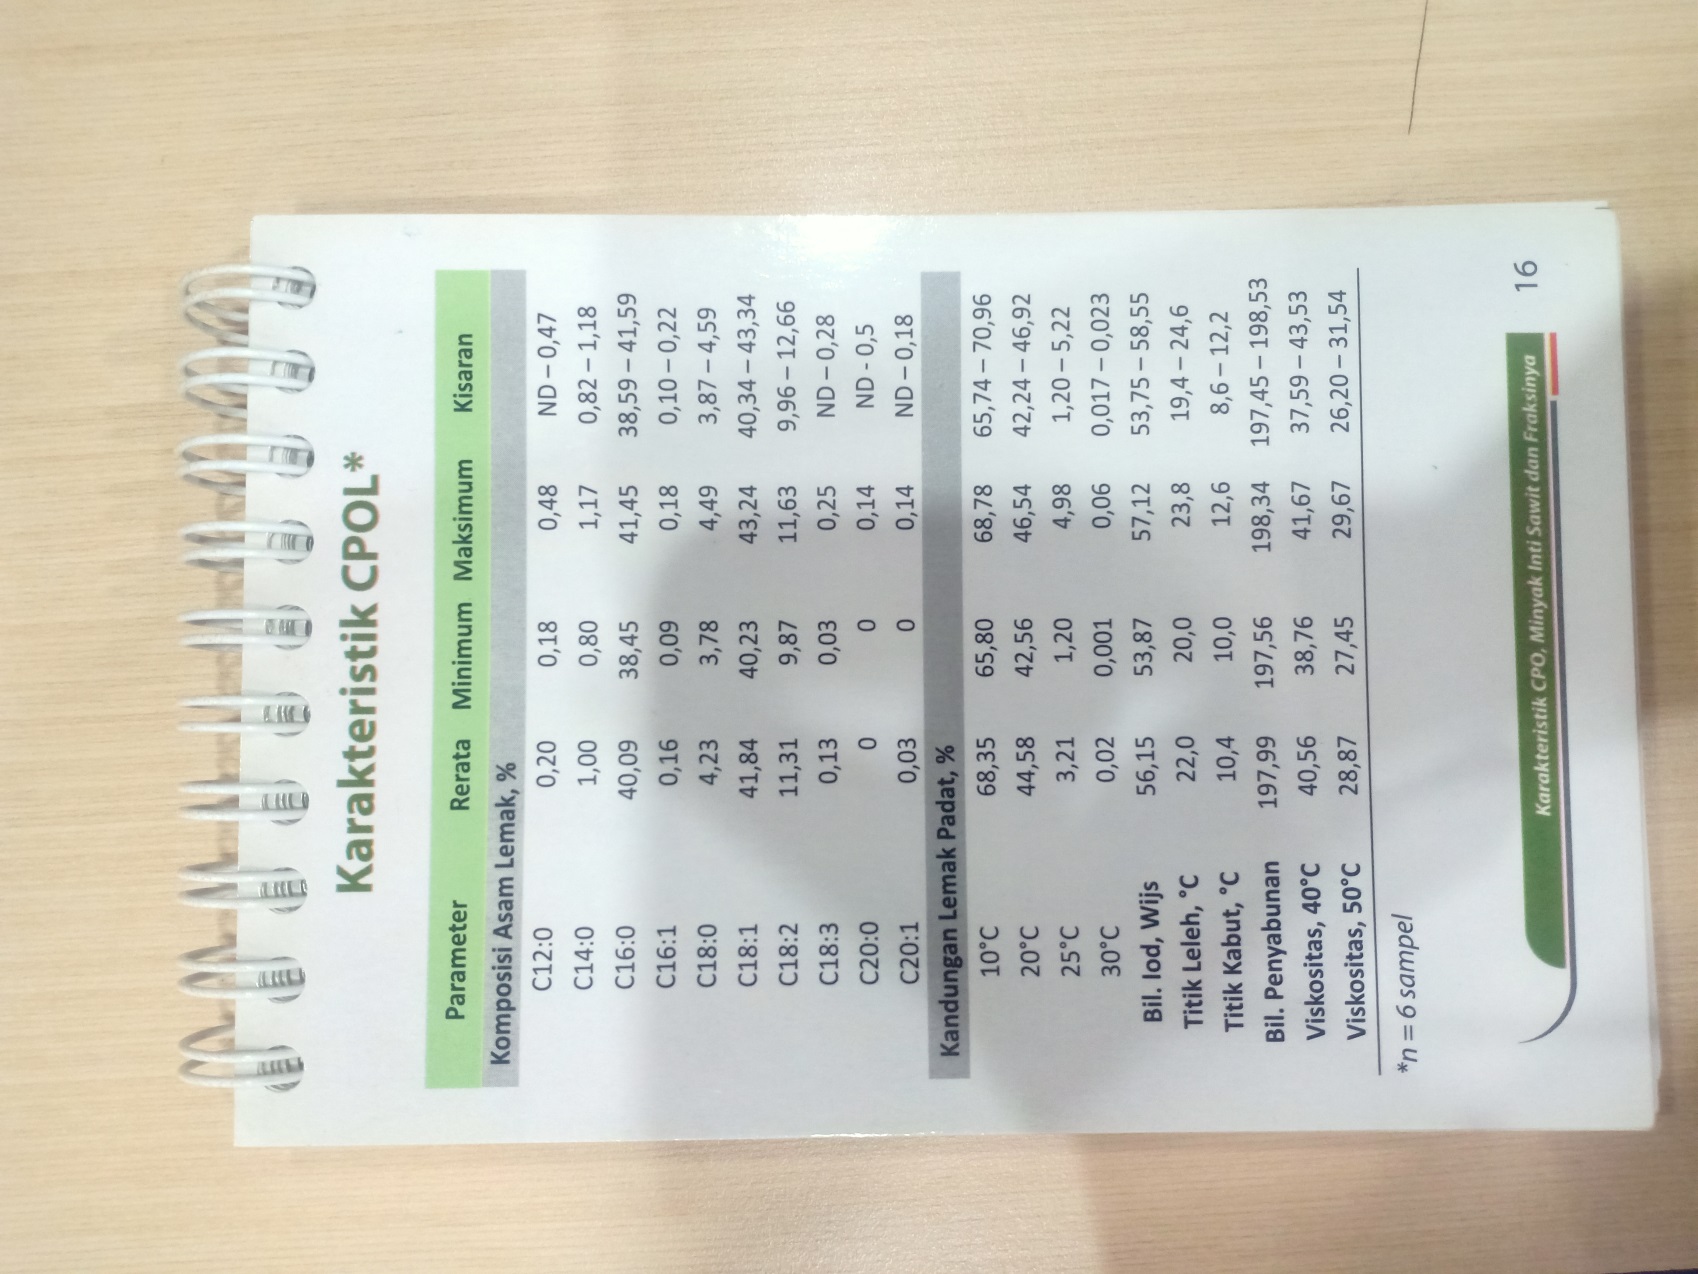 Karakteristik CPOL*
Parameter Rerata Minimum Maksimum Kisaran
Komposisi Asam Lemak, %
C12:0 0,20 0,18 0,48 ND – 0,47
C14:0 1,00 0,80 1,17 0,82 – 1,18
C16:0 40,09 38,45 41,45 38,59 – 41,59
C16:1 0,16 0,09 0,18 0,10 – 0,22
C18:0 4,23 3,78 4,49 3,87 – 4,59
C18:1 41,84 40,23 43,24 40,34 – 43,34
C18:2 11,31 9,87 11,63 9,96 – 12,66
C18:3 0,13 0,03 0,25 ND – 0,28
C20:0 0 0 0,14 ND - 0,5
C20:1 0,03 0 0,14 ND – 0,18
Kandungan Lemak Padat, %
10°C 68,35 65,80 68,78 65,74 – 70,96
20°C 44,58 42,56 46,54 42,24 – 46,92
25°C 3,21 1,20 4,98 1,20 – 5,22
30°C 0,02 0,001 0,06 0,017 – 0,023
Bil. Iod, Wijs 56,15 53,87 57,12 53,75 – 58,55
Titik Leleh, °C 22,0 20,0 23,8 19,4 – 24,6
Titik Kabut, °C 10,4 10,0 12,6 8,6 – 12,2
Bil. Penyabunan 197,99 197,56 198,34 197,45 – 198,53
Viskositas, 40°C 40,56 38,76 41,67 37,59 – 43,53
Viskositas, 50°C 28,87 27,45 29,67 26,20 – 31,54
*n = 6 sampel
Karakteristik CPO, Minyak Inti Sawit dan Fraksinya 16